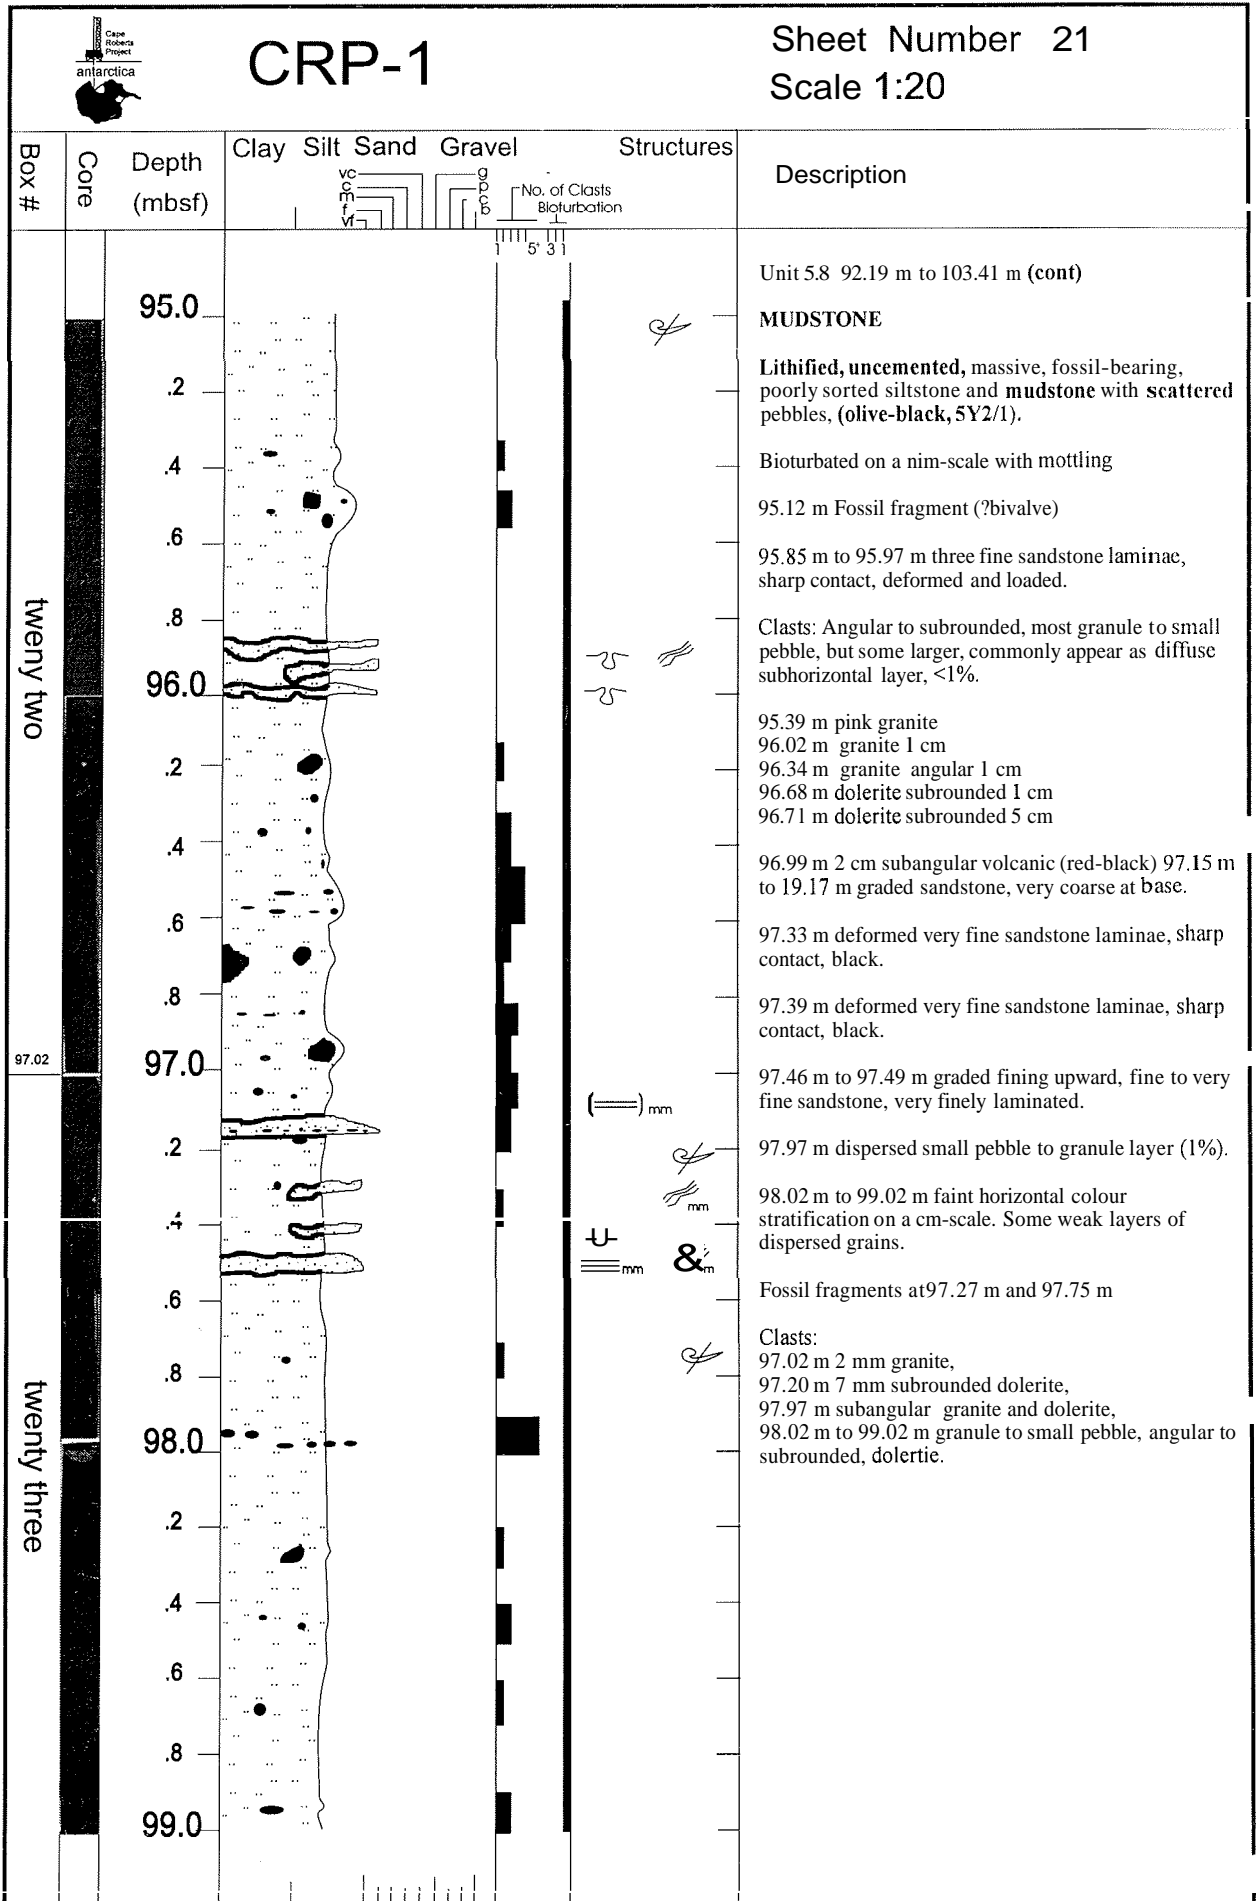 Cape
Roberts
Project
antarctica
CRP-1
Sheet Number 21
Scale 1:20
Box #
Core
Depth
(mbsf)
Clay Silt Sand Gravel
vc
c
m
f
vf
g
p
c
b
No. of Clasts
Bioturbation
1 5+ 3 1
Structures
Description
tweny two
97.02
twenty three
95.0
.2
.4
.6
.8
96.0
.2
.4
.6
.8
97.0
.2
.4
.6
.8
98.0
.2
.4
.6
.8
99.0
(=) mm
mm
-U-
mm
&
m
Unit 5.8 92.19 m to 103.41 m (cont)
MUDSTONE
Lithified, uncemented, massive, fossil-bearing,
poorly sorted siltstone and mudstone with scattered
pebbles, (olive-black, 5Y2/1).
Bioturbated on a nim-scale with mottling
95.12 m Fossil fragment (?bivalve)
95.85 m to 95.97 m three fine sandstone laminae,
sharp contact, deformed and loaded.
Clasts: Angular to subrounded, most granule to small
pebble, but some larger, commonly appear as diffuse
subhorizontal layer, <1%.
95.39 m pink granite
96.02 m granite 1 cm
96.34 m granite angular 1 cm
96.68 m dolerite subrounded 1 cm
96.71 m dolerite subrounded 5 cm
96.99 m 2 cm subangular volcanic (red-black) 97.15 m
to 19.17 m graded sandstone, very coarse at base.
97.33 m deformed very fine sandstone laminae, sharp
contact, black.
97.39 m deformed very fine sandstone laminae, sharp
contact, black.
97.46 m to 97.49 m graded fining upward, fine to very
fine sandstone, very finely laminated.
97.97 m dispersed small pebble to granule layer (1%).
98.02 m to 99.02 m faint horizontal colour
stratification on a cm-scale. Some weak layers of
dispersed grains.
Fossil fragments at97.27 m and 97.75 m
Clasts:
97.02 m 2 mm granite,
97.20 m 7 mm subrounded dolerite,
97.97 m subangular granite and dolerite,
98.02 m to 99.02 m granule to small pebble, angular to
subrounded, dolertie.